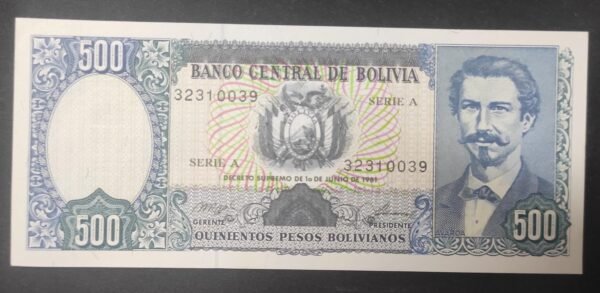 500
BANCO CENTRAL DE BOLIVIA
32310039
SERIE A
SERIE A
32310039
DECRETO SUPREMO DE 1o DE JUNIO DE 1981
GERENTE
PRESIDENTE
500
QUINIENTOS PESOS BOLIVIANOS
AVAROA
500